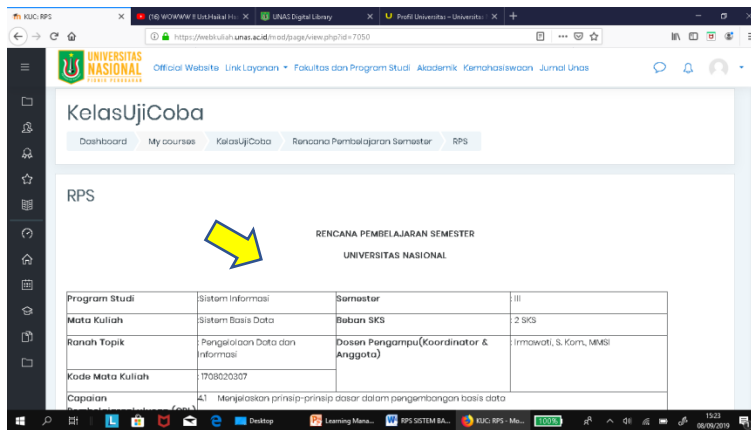 KUC: RPS
(16) WOWWW !! Ust.Haikal H
UNAS Digital Library
Profil Universitas – Universitas
https://webkuliah.unas.ac.id/mod/page/view.php?id=7050
UNIVERSITAS
NASIONAL
Official Website Link Layanan Fakultas dan Program Studi Akademik Kemahasiswaan Jurnal Unas
KelasUjiCoba
Dashboard My courses KelasUjiCoba Rencana Pembelajaran Semester RPS
RPS
RENCANA PEMBELAJARAN SEMESTER
UNIVERSITAS NASIONAL
Program Studi :Sistem Informasi Semester : III
Mata Kuliah :Sistem Basis Data Beban SKS : 2 SKS
Ranah Topik : Pengelolaan Data dan Informasi Dosen Pengampu(Koordinator & Anggota) : Irmawati, S. Kom., MMSI
Kode Mata Kuliah : 1708020307
Capaian 4.1 Menjelaskan prinsip-prinsip dasar dalam pengembangan basis data
Desktop Learning Mana... RPS SISTEM BA... KUC: RPS - Mo... 100%
15:23
08/09/2019